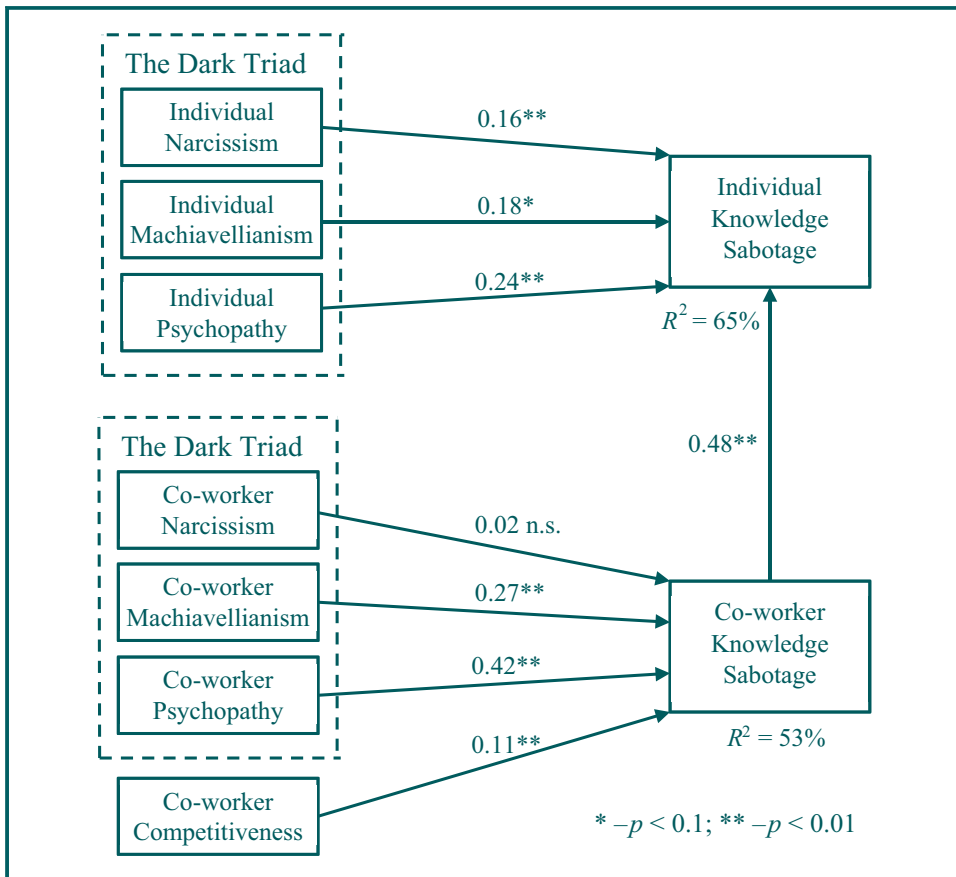 The Dark Triad
Individual
Narcissism
0.16**
Individual
Machiavellianism
0.18*
Individual
Psychopathy
0.24**
Individual
Knowledge
Sabotage
R² = 65%
0.48**
The Dark Triad
Co-worker
Narcissism
0.02 n.s.
Co-worker
Machiavellianism
0.27**
Co-worker
Psychopathy
0.42**
Co-worker
Knowledge
Sabotage
R² = 53%
0.11**
Co-worker
Competitiveness
* –p < 0.1; ** –p < 0.01